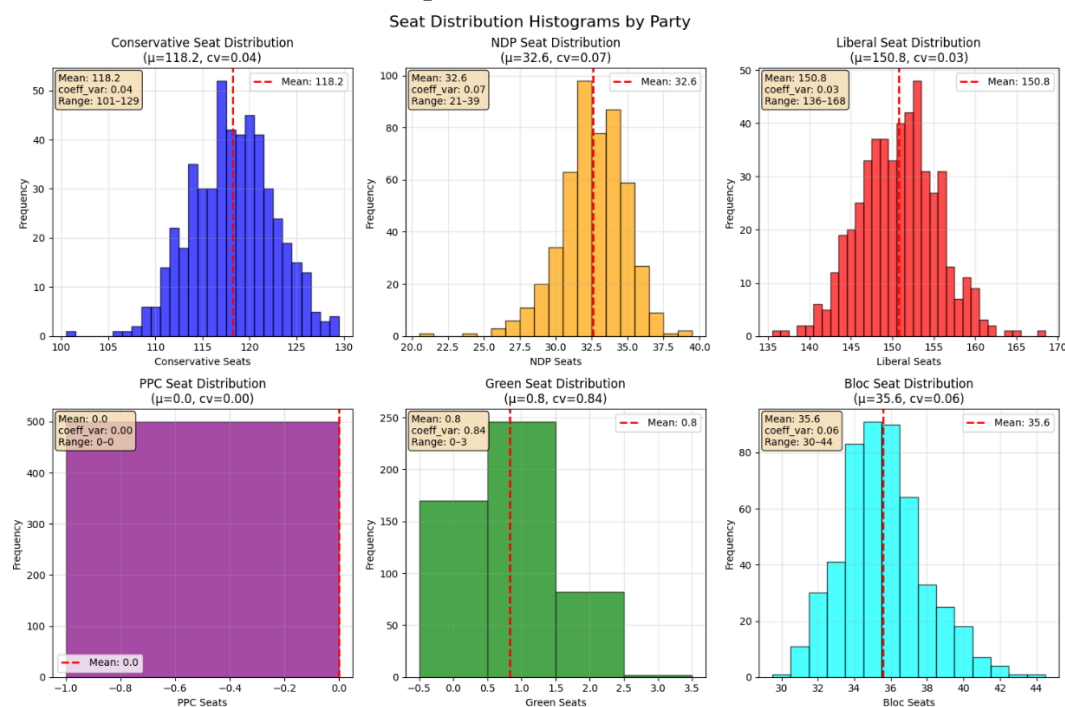 Seat Distribution Histograms by Party
Conservative Seat Distribution
(μ=118.2, cv=0.04)
Mean: 118.2
coeff_var: 0.04
Range: 101–129
Mean: 118.2
50
40
30
20
10
0
Frequency
100
105
110
115
120
125
130
Conservative Seats
NDP Seat Distribution
(μ=32.6, cv=0.07)
Mean: 32.6
coeff_var: 0.07
Range: 21–39
Mean: 32.6
100
80
60
40
20
0
Frequency
20.0
22.5
25.0
27.5
30.0
32.5
35.0
37.5
40.0
NDP Seats
Liberal Seat Distribution
(μ=150.8, cv=0.03)
Mean: 150.8
coeff_var: 0.03
Range: 136–168
Mean: 150.8
50
40
30
20
10
0
Frequency
135
140
145
150
155
160
165
170
Liberal Seats
PPC Seat Distribution
(μ=0.0, cv=0.00)
Mean: 0.0
coeff_var: 0.00
Range: 0–0
Mean: 0.0
500
400
300
200
100
0
Frequency
−1.0
−0.8
−0.6
−0.4
−0.2
0.0
PPC Seats
Green Seat Distribution
(μ=0.8, cv=0.84)
Mean: 0.8
coeff_var: 0.84
Range: 0–3
Mean: 0.8
250
200
150
100
50
0
Frequency
−0.5
0.0
0.5
1.0
1.5
2.0
2.5
3.0
3.5
Green Seats
Bloc Seat Distribution
(μ=35.6, cv=0.06)
Mean: 35.6
coeff_var: 0.06
Range: 30–44
Mean: 35.6
80
60
40
20
0
Frequency
30
32
34
36
38
40
42
44
Bloc Seats